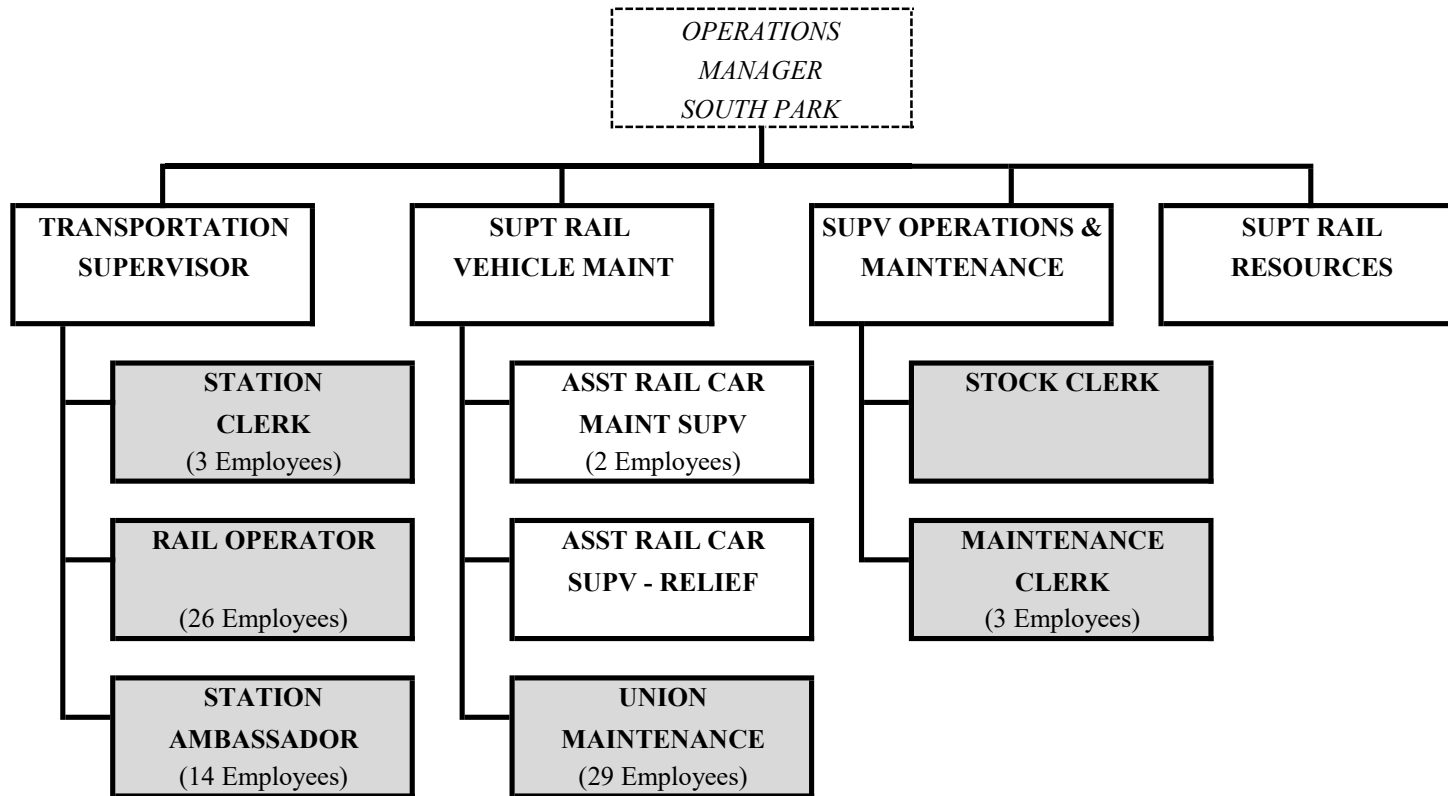 OPERATIONS
MANAGER
SOUTH PARK
TRANSPORTATION
SUPERVISOR
SUPT RAIL
VEHICLE MAINT
SUPV OPERATIONS &
MAINTENANCE
SUPT RAIL
RESOURCES
STATION
CLERK
(3 Employees)
ASST RAIL CAR
MAINT SUPV
(2 Employees)
STOCK CLERK
RAIL OPERATOR
(26 Employees)
ASST RAIL CAR
SUPV - RELIEF
MAINTENANCE
CLERK
(3 Employees)
STATION
AMBASSADOR
(14 Employees)
UNION
MAINTENANCE
(29 Employees)